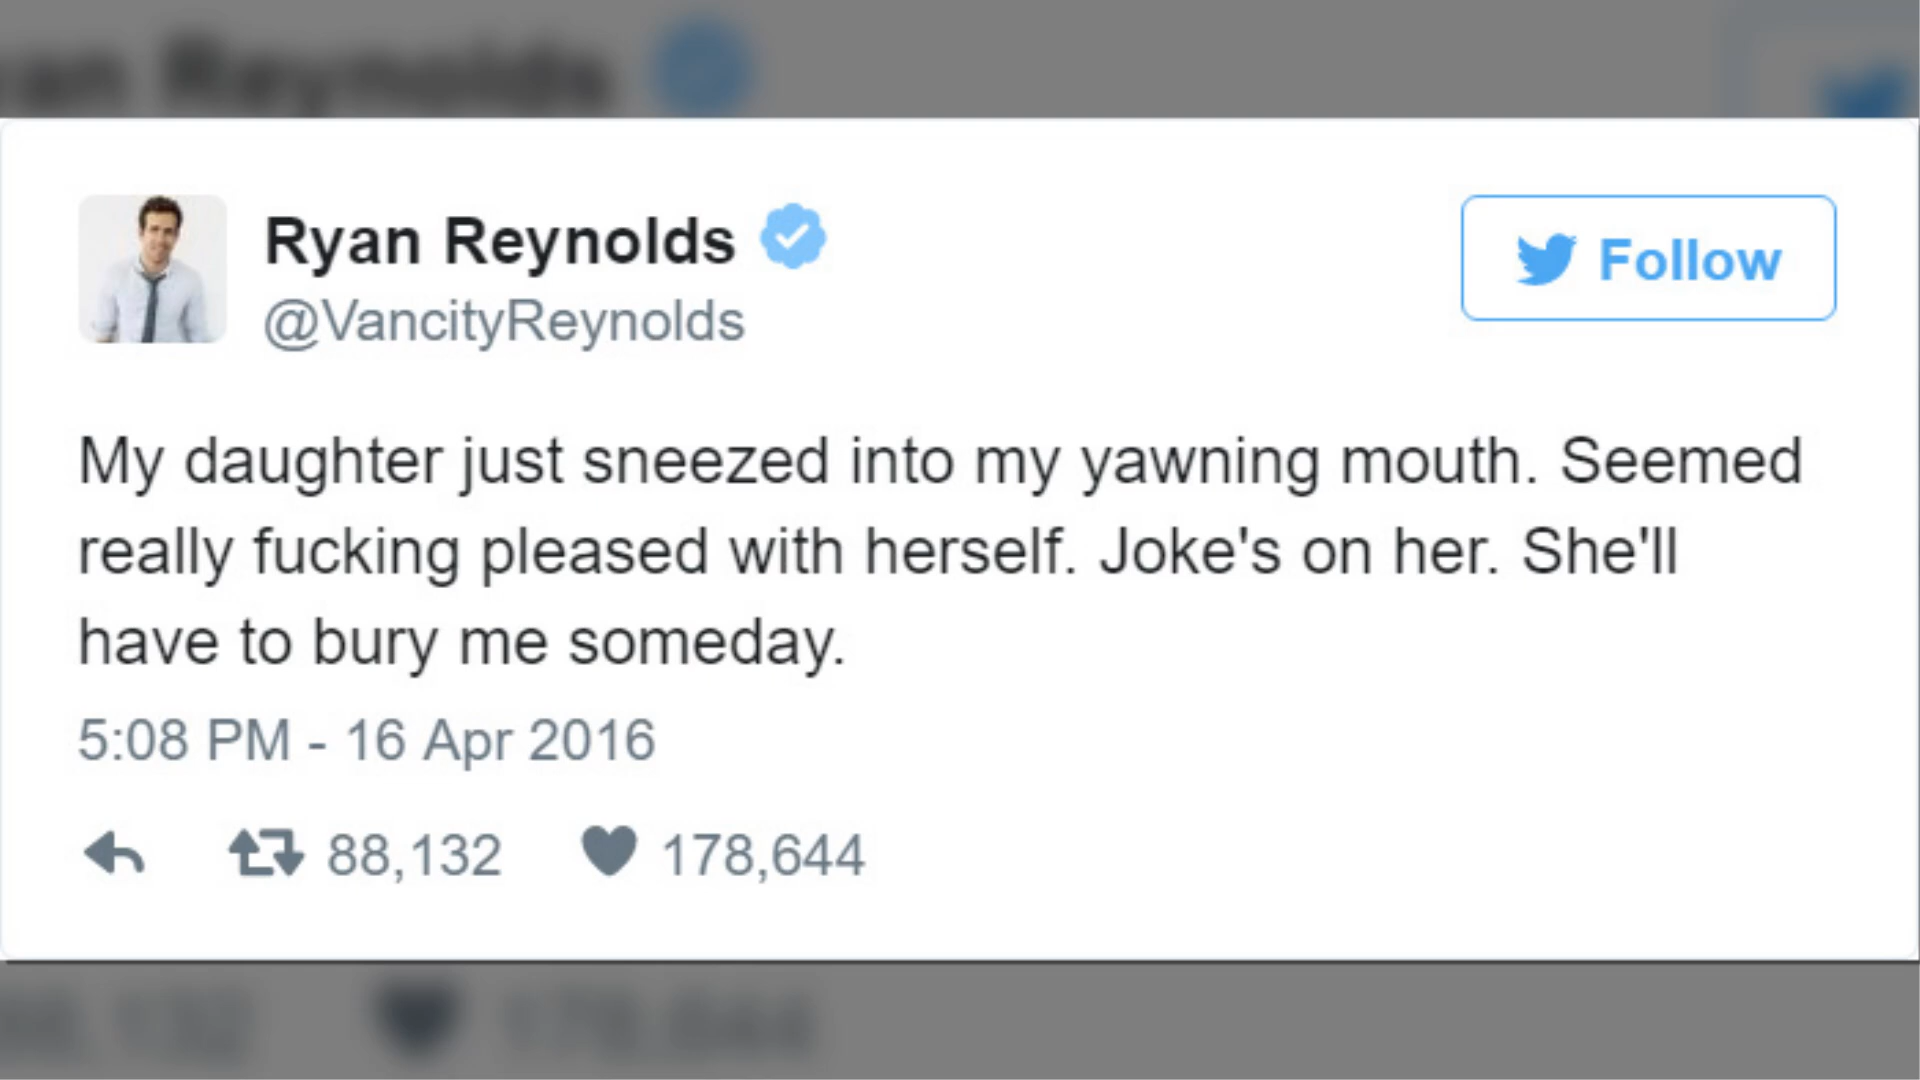 Ryan Reynolds
@VancityReynolds
Follow
My daughter just sneezed into my yawning mouth. Seemed
really fucking pleased with herself. Joke's on her. She'll
have to bury me someday.
5:08 PM - 16 Apr 2016
88,132 178,644